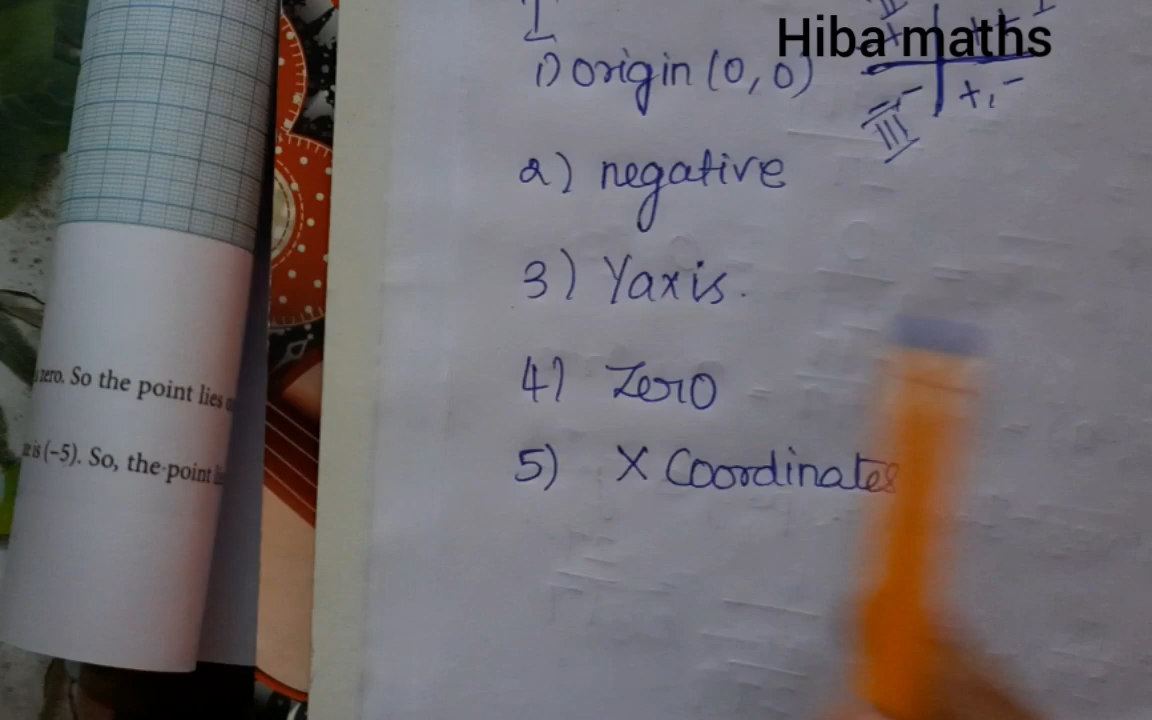 I
Hiba maths
1) Origin (0, 0)
+, -
III
2) negative
3) Y axis.
4) Zero
5) X Coordinates
zero. So the point lies
is (−5). So, the point